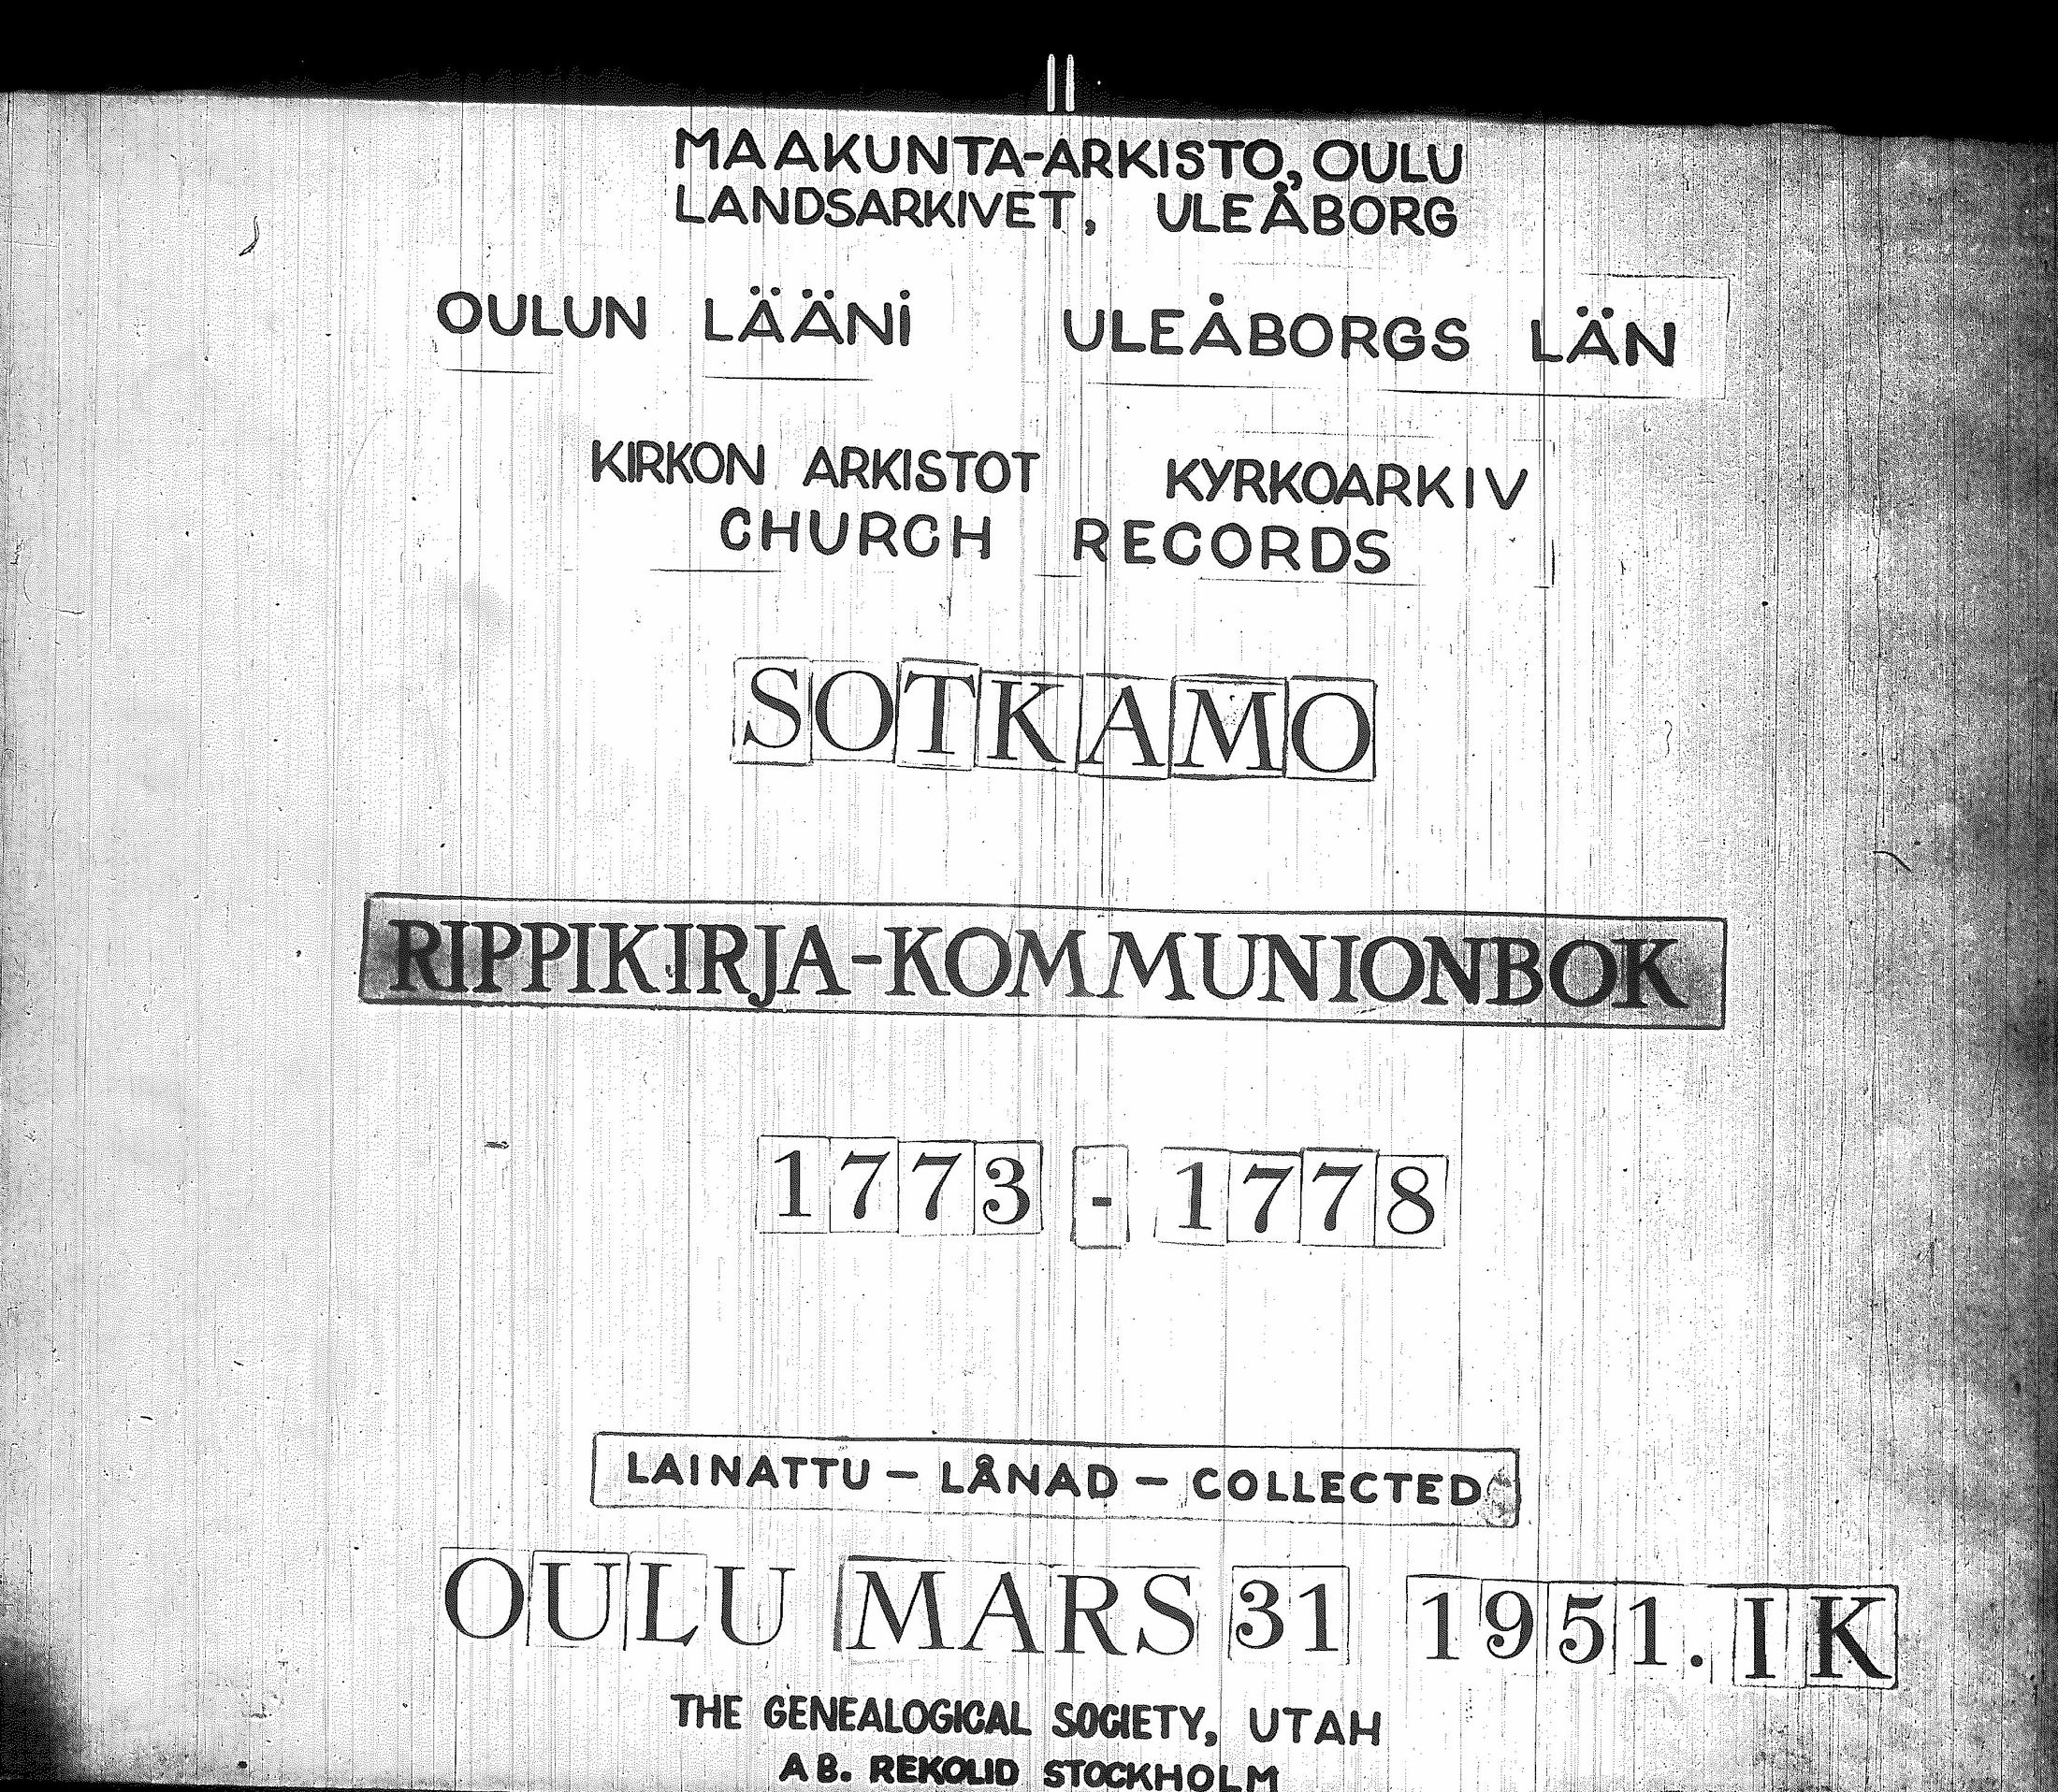 MAAKUNTA-ARKISTO, OULU
LANDSARKIVET, ULEÅBORG
OULUN LÄÄNi ULEÅBORGS LÄN
KIRKON ARKISTOT KYRKOARKIV
CHURCH RECORDS
SOTKAMO
RIPPIKIRJA-KOMMUNIONBOK
1773 - 1778
LAINATTU - LÅNAD - COLLECTED
OULU MARS 31 1951. IK
THE GENEALOGICAL SOCIETY, UTAH
AB. REKOLID STOCKHOLM